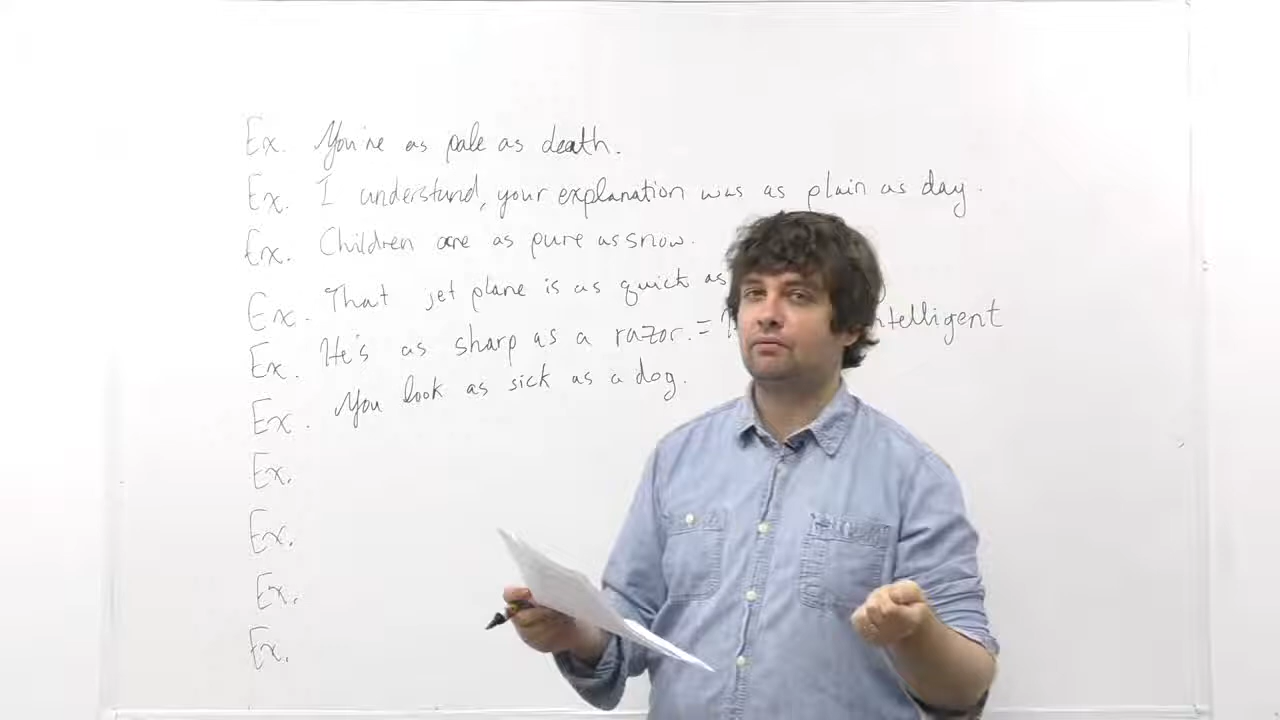 Ex. You're as pale as death.
Ex. I understand, your explanation was as plain as day.
Ex. Children are as pure as snow.
Ex. That jet plane is as quick as
Ex. He's as sharp as a razor. = intelligent
Ex. You look as sick as a dog.
Ex.
Ex.
Ex.
Ex.